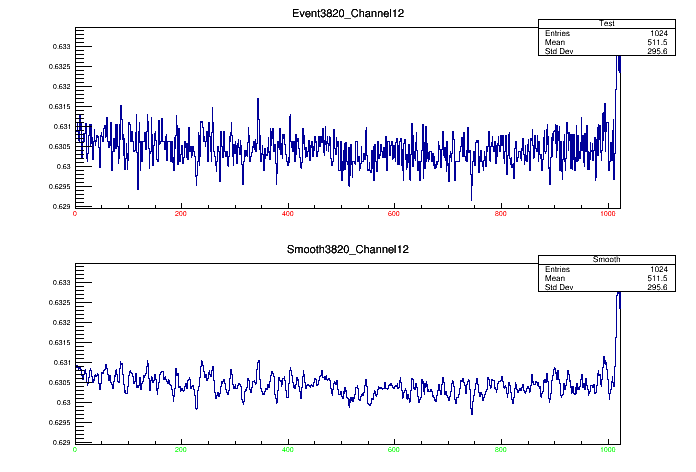 Event3820_Channel12
Test
Entries 1024
Mean 511.5
Std Dev 295.6
0.633
0.6325
0.632
0.6315
0.631
0.6305
0.63
0.6295
0.629
0 200 400 600 800 1000
Smooth3820_Channel12
Smooth
Entries 1024
Mean 511.5
Std Dev 295.6
0.633
0.6325
0.632
0.6315
0.631
0.6305
0.63
0.6295
0.629
0 200 400 600 800 1000